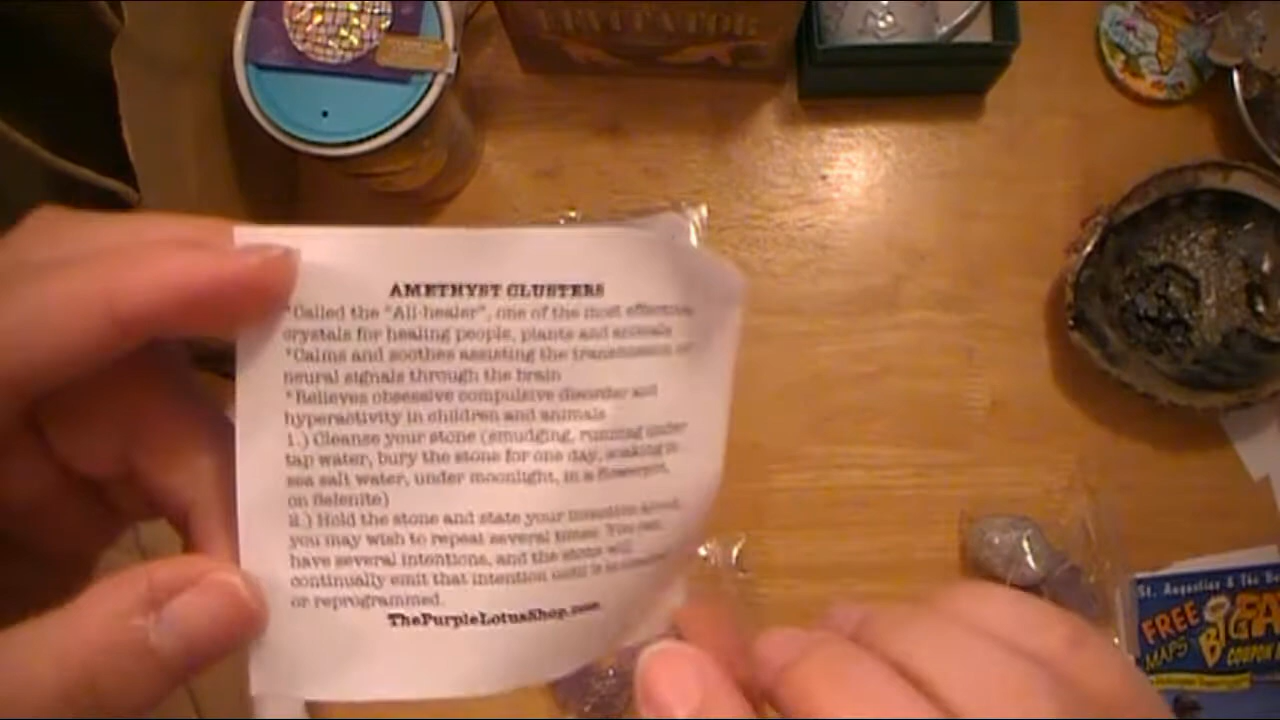 LEVITATOR
AMETHYST CLUSTERS
*Called the "All-healer", one of the most effective
crystals for healing people, plants and animals
*Calms and soothes assisting the transmission of
neural signals through the brain
*Relieves obsessive compulsive disorder and
hyperactivity in children and animals
1.) Cleanse your stone (smudging, running under
tap water, bury the stone for one day, soaking in
sea salt water, under moonlight, in a flowerpot,
on Selenite)
2.) Hold the stone and state your intention aloud,
you may wish to repeat several times. You can
have several intentions, and the stone will
continually emit that intention until it is
or reprogrammed.
ThePurpleLotusShop.com
St. Augustine & The
FREE
MAPS
BIG
COUPON